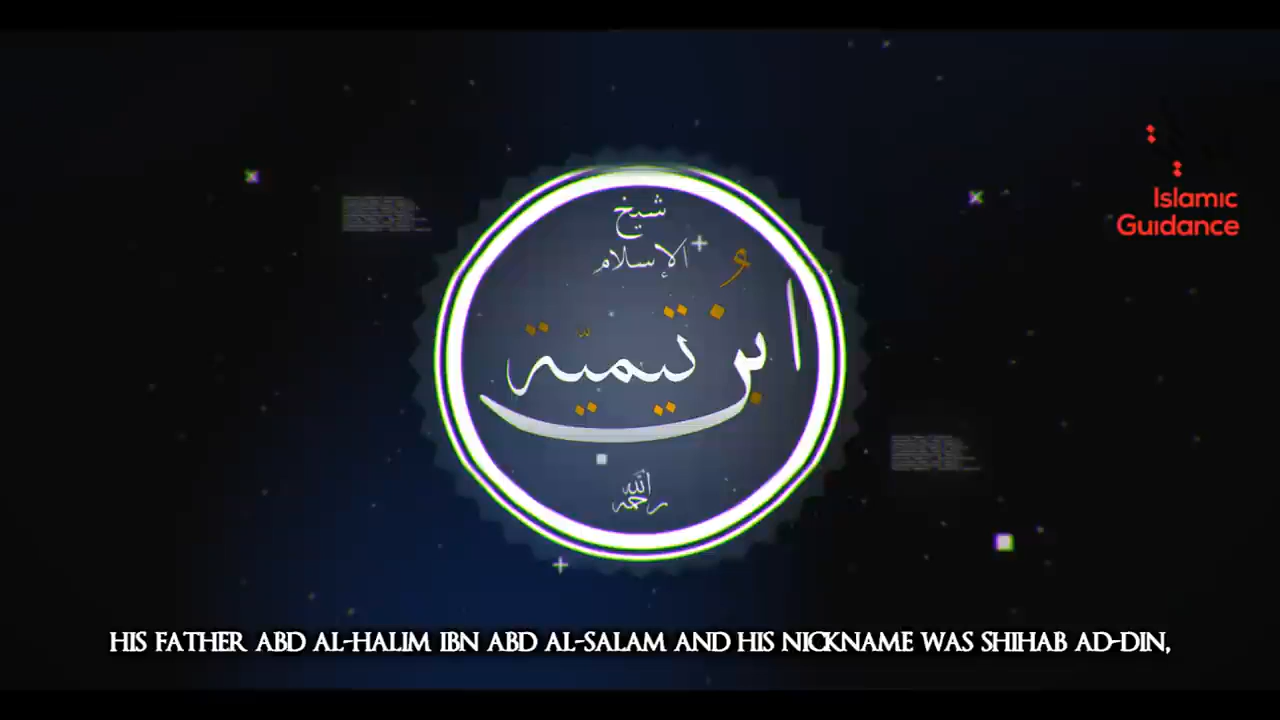 شيخ
الإسلام
ابنُ تيميّة
رحمه الله
Islamic
Guidance
HIS FATHER ABD AL-HALIM IBN ABD AL-SALAM AND HIS NICKNAME WAS SHIHAB AD-DIN,